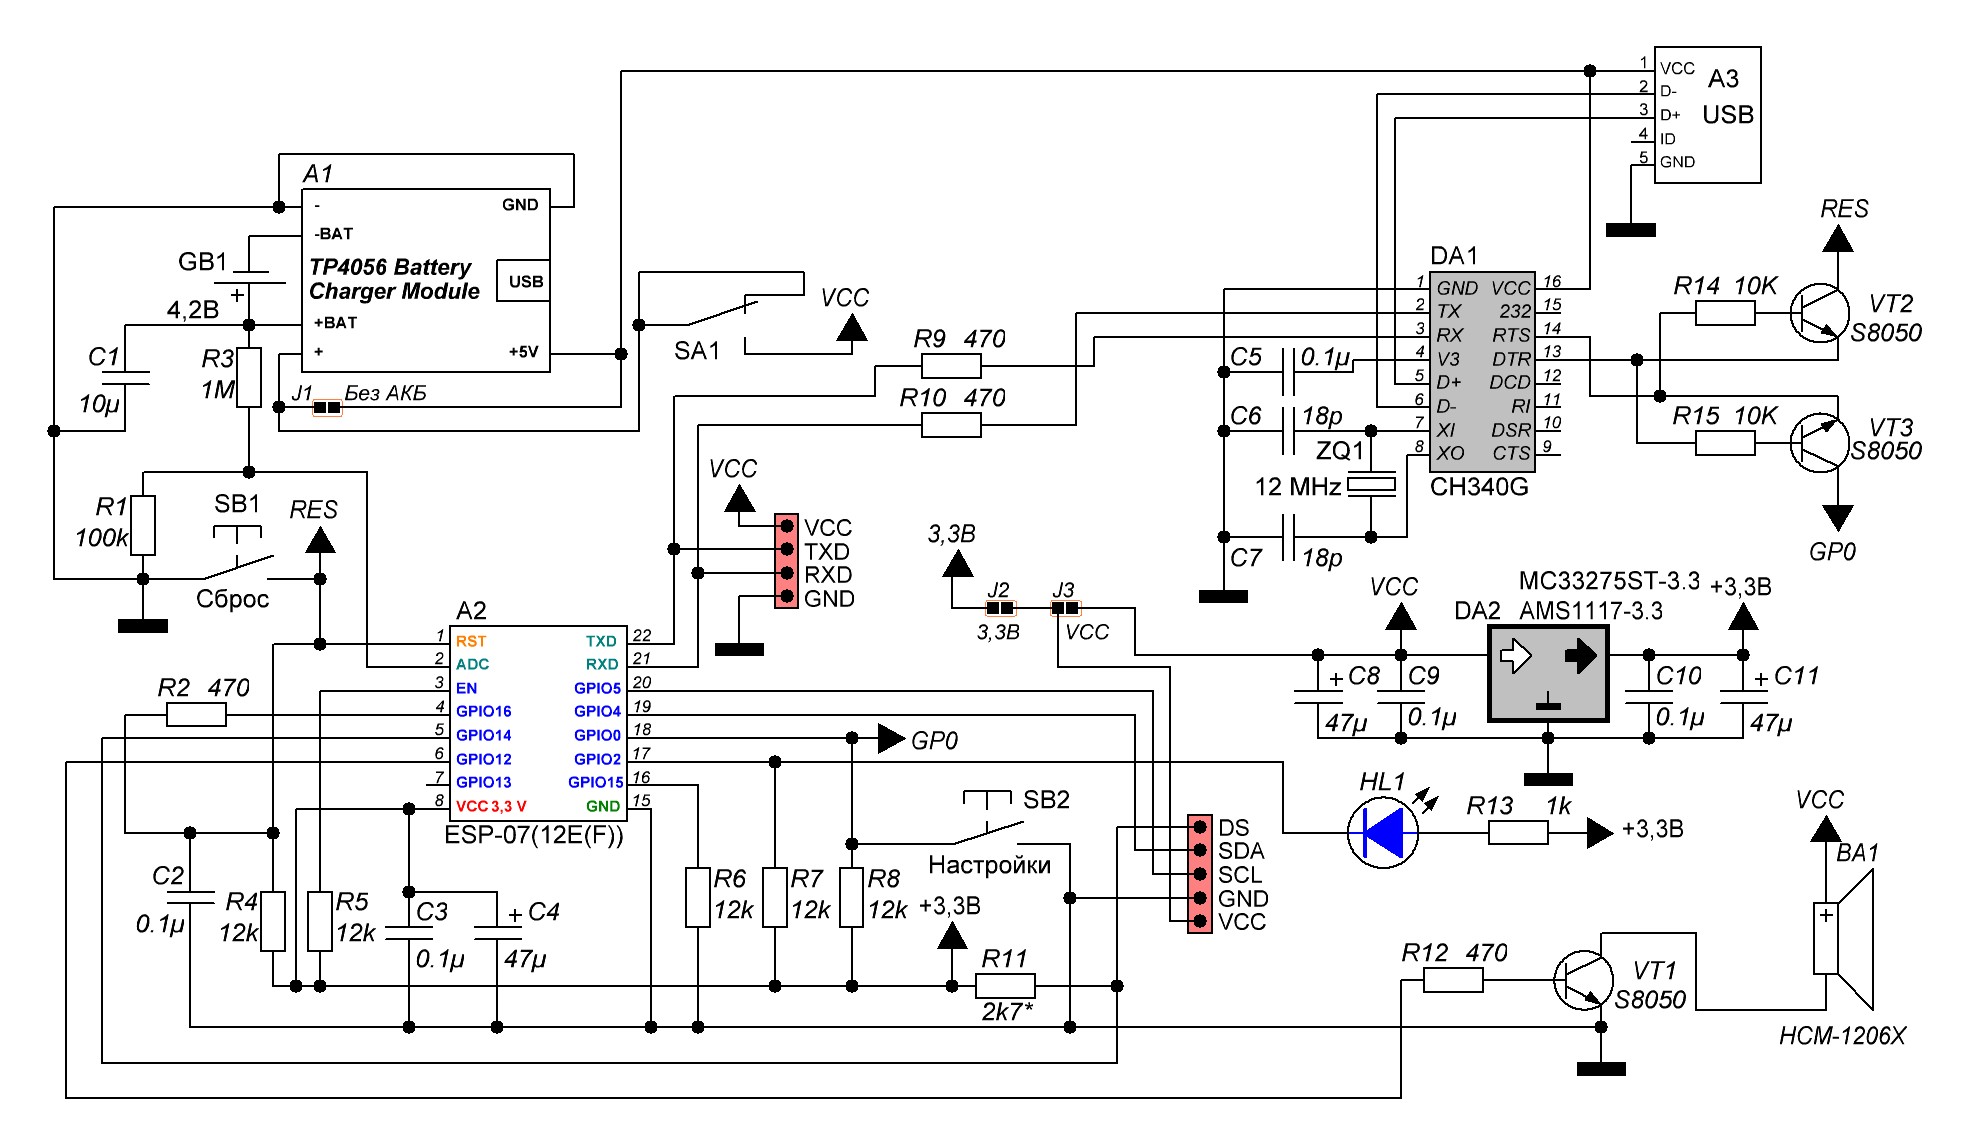 A1
-
GND
-BAT
TP4056 Battery
Charger Module
USB
+BAT
+
+5V
GB1
+
4,2В
C1
10µ
R3
1M
J1
Без АКБ
R1
100k
SB1
Сброс
RES
SA1
VCC
R9 470
R10 470
VCC
VCC
TXD
RXD
GND
A3
USB
1 VCC
2 D-
3 D+
4 ID
5 GND
DA1
1 GND VCC 16
2 TX 232 15
3 RX RTS 14
4 V3 DTR 13
5 D+ DCD 12
6 D- RI 11
7 XI DSR 10
8 XO CTS 9
CH340G
C5 0.1µ
C6 18p
ZQ1
12 MHz
C7 18p
RES
R14 10K
VT2
S8050
R15 10K
VT3
S8050
GP0
3,3В
J2
3,3В
J3
VCC
VCC
MC33275ST-3.3
DA2 AMS1117-3.3
+3,3В
+ C8
47µ
C9
0.1µ
C10
0.1µ
+ C11
47µ
A2
1 RST TXD 22
2 ADC RXD 21
3 EN GPIO5 20
4 GPIO16 GPIO4 19
5 GPIO14 GPIO0 18
6 GPIO12 GPIO2 17
7 GPIO13 GPIO15 16
8 VCC 3,3 V GND 15
ESP-07(12E(F))
R2 470
GP0
SB2
Настройки
C2
0.1µ
R4
12k
R5
12k
C3
0.1µ
+ C4
47µ
R6
12k
R7
12k
R8
12k
+3,3В
R11
2k7*
DS
SDA
SCL
GND
VCC
HL1
R13 1k
+3,3В
VCC
BA1
+
HCM-1206X
R12 470
VT1
S8050